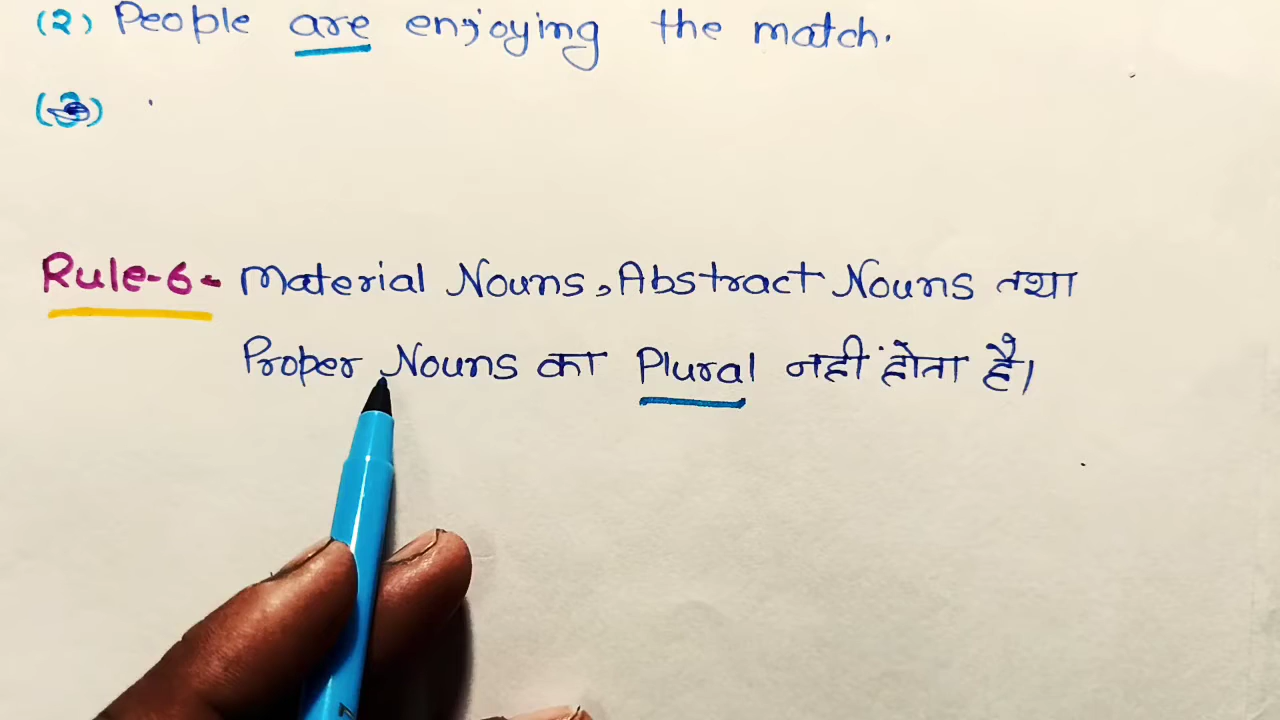 (2) People are enjoying the match.
(3)
Rule-6- Material Nouns, Abstract Nouns तथा
Proper Nouns का Plural नहीं होता है।